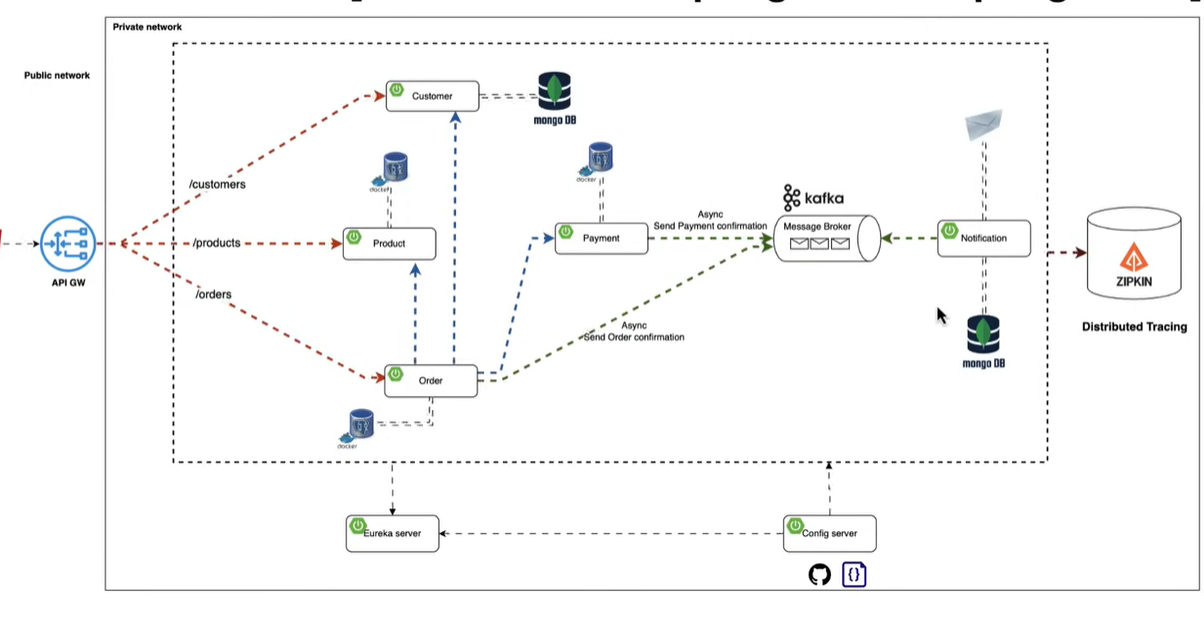 Private network
Public network
Customer
mongo DB
docker
docker
/customers
kafka
Async
Send Payment confirmation
Message Broker
/products
Product
Payment
Notification
API GW
ZIPKIN
/orders
Distributed Tracing
Async
Send Order confirmation
mongo DB
Order
docker
Eureka server
Config server
{}